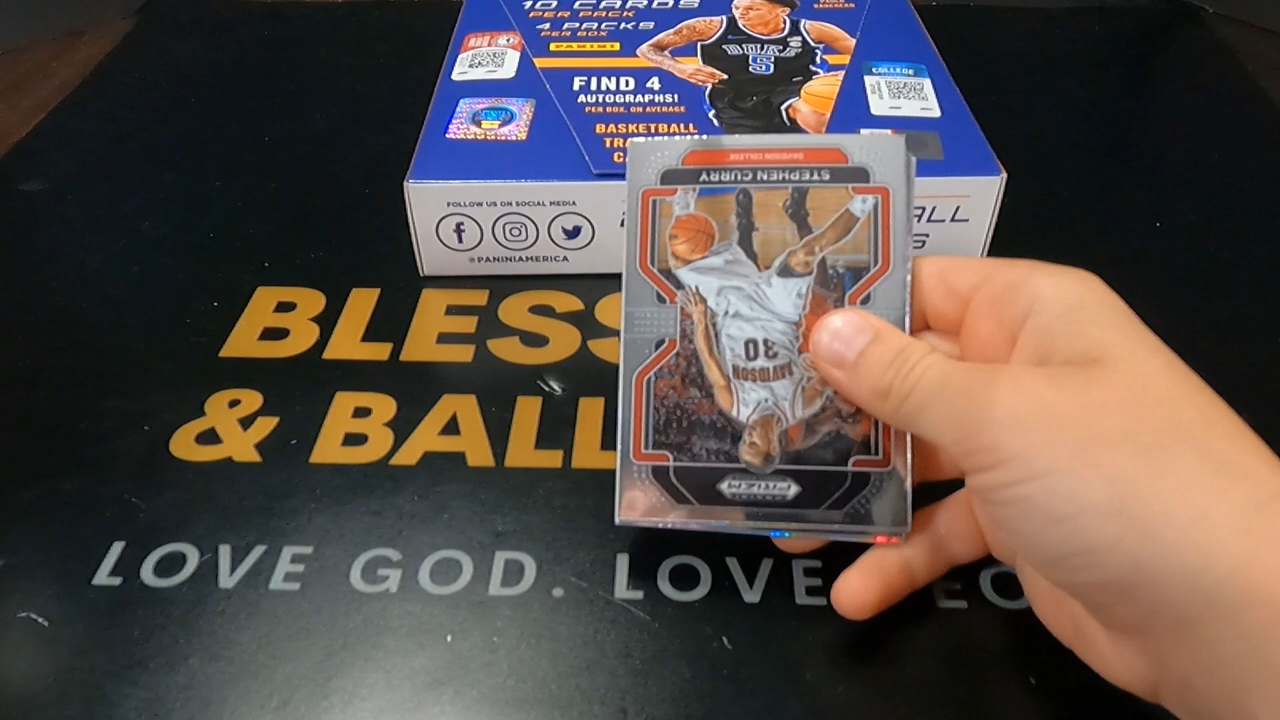 10 CARDS
PER PACK
4 PACKS
PER BOX
PANINI
FIND 4
AUTOGRAPHS!
PER BOX, ON AVERAGE
BASKETBALL
DUKE
5
COLLEGE
FOLLOW US ON SOCIAL MEDIA
@PANINIAMERICA
DAVIDSON COLLEGE
STEPHEN CURRY
30
DAVIDSON
PRIZM
PANINI
BLESS
& BALL
LOVE GOD. LOVE